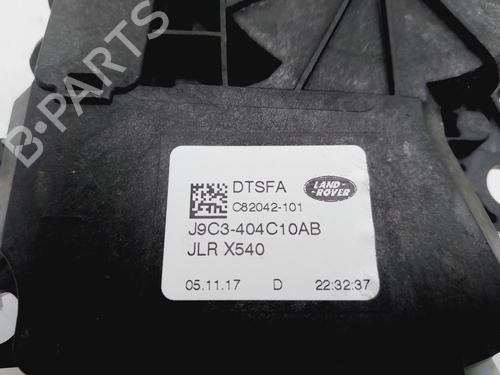 B-PARTS
DTSFA
LAND-
ROVER
C82042-101
J9C3-404C10AB
JLR X540
05.11.17 D 22:32:37